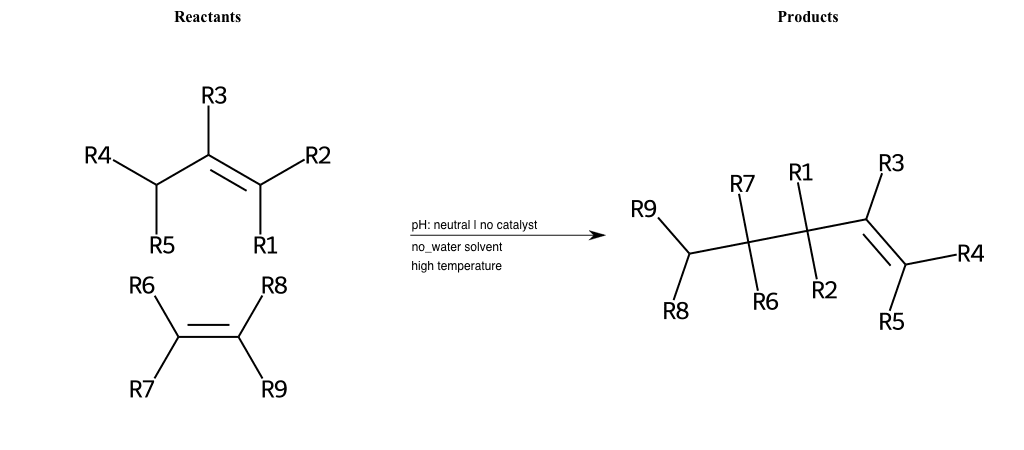 Reactants
Products
R3
R4
R2
R5
R1
R6
R8
R7
R9
pH: neutral | no catalyst
no_water solvent
high temperature
R3
R1
R7
R9
R4
R2
R6
R8
R5